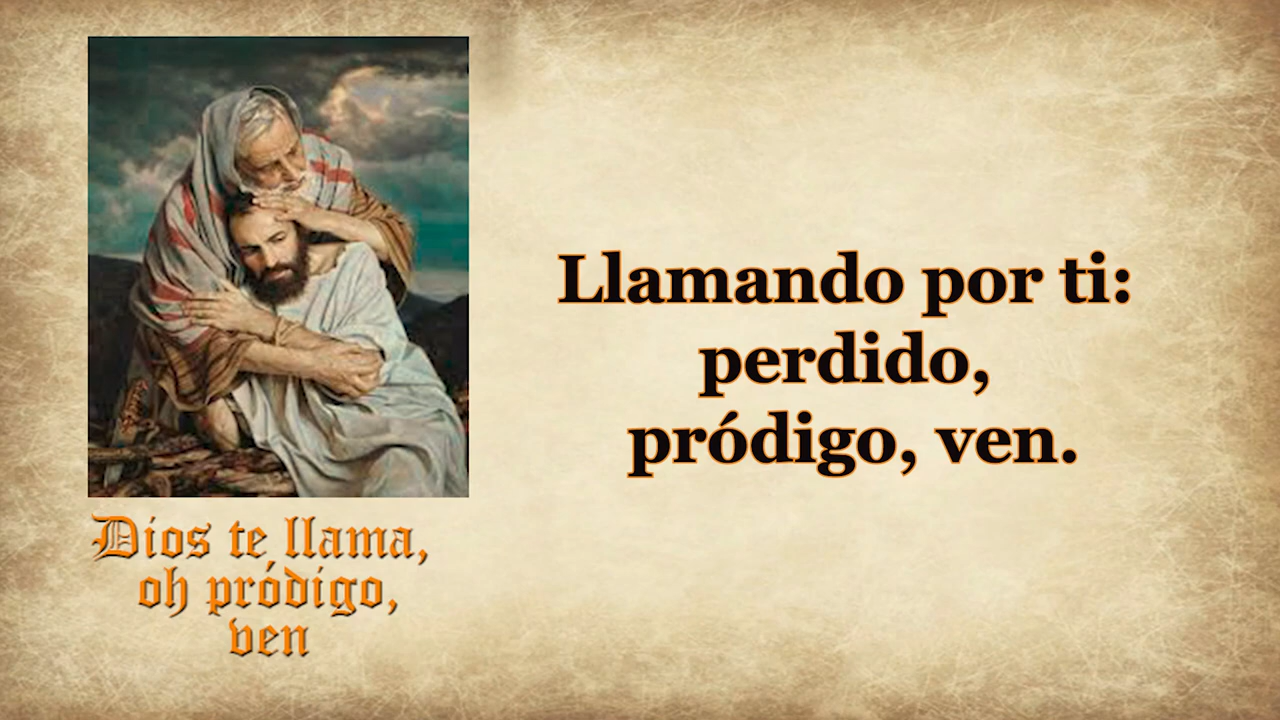 Llamando por ti:
perdido,
pródigo, ven.
Dios te llama,
oh pródigo,
ven